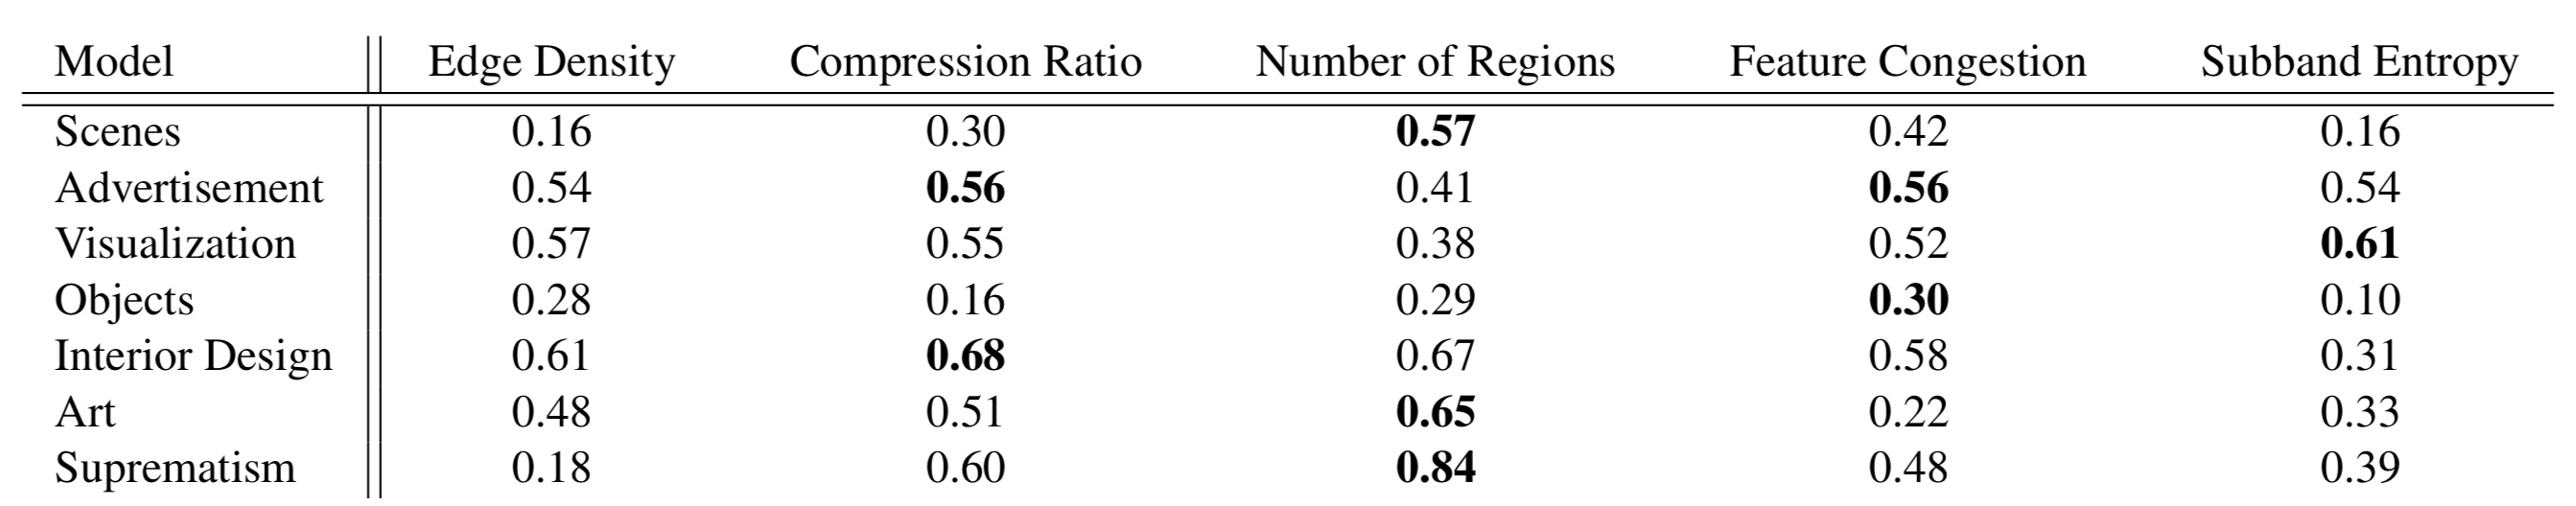 Model Edge Density Compression Ratio Number of Regions Feature Congestion Subband Entropy
Scenes 0.16 0.30 0.57 0.42 0.16
Advertisement 0.54 0.56 0.41 0.56 0.54
Visualization 0.57 0.55 0.38 0.52 0.61
Objects 0.28 0.16 0.29 0.30 0.10
Interior Design 0.61 0.68 0.67 0.58 0.31
Art 0.48 0.51 0.65 0.22 0.33
Suprematism 0.18 0.60 0.84 0.48 0.39